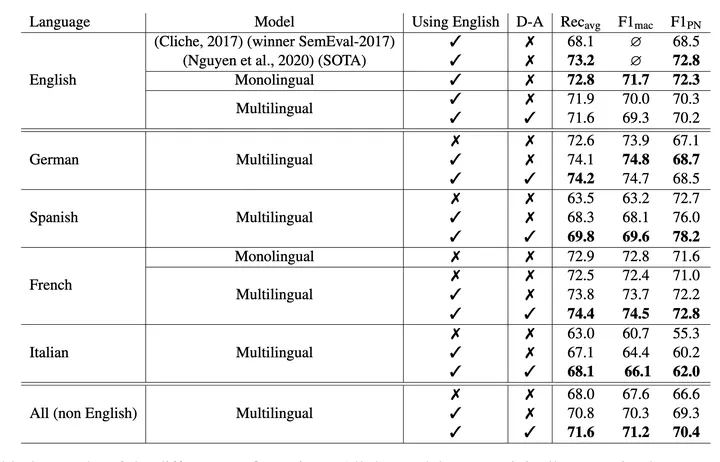 Language Model Using English D-A Rec_avg F1_mac F1_PN
(Cliche, 2017) (winner SemEval-2017) ✓ ✗ 68.1 ∅ 68.5
(Nguyen et al., 2020) (SOTA) ✓ ✗ 73.2 ∅ 72.8
English Monolingual ✓ ✗ 72.8 71.7 72.3
Multilingual ✓ ✗ 71.9 70.0 70.3
✓ ✓ 71.6 69.3 70.2
✗ ✗ 72.6 73.9 67.1
German Multilingual ✓ ✗ 74.1 74.8 68.7
✓ ✓ 74.2 74.7 68.5
✗ ✗ 63.5 63.2 72.7
Spanish Multilingual ✓ ✗ 68.3 68.1 76.0
✓ ✓ 69.8 69.6 78.2
Monolingual ✗ ✗ 72.9 72.8 71.6
French ✗ ✗ 72.5 72.4 71.0
Multilingual ✓ ✗ 73.8 73.7 72.2
✓ ✓ 74.4 74.5 72.8
✗ ✗ 63.0 60.7 55.3
Italian Multilingual ✓ ✗ 67.1 64.4 60.2
✓ ✓ 68.1 66.1 62.0
✗ ✗ 68.0 67.6 66.6
All (non English) Multilingual ✓ ✗ 70.8 70.3 69.3
✓ ✓ 71.6 71.2 70.4